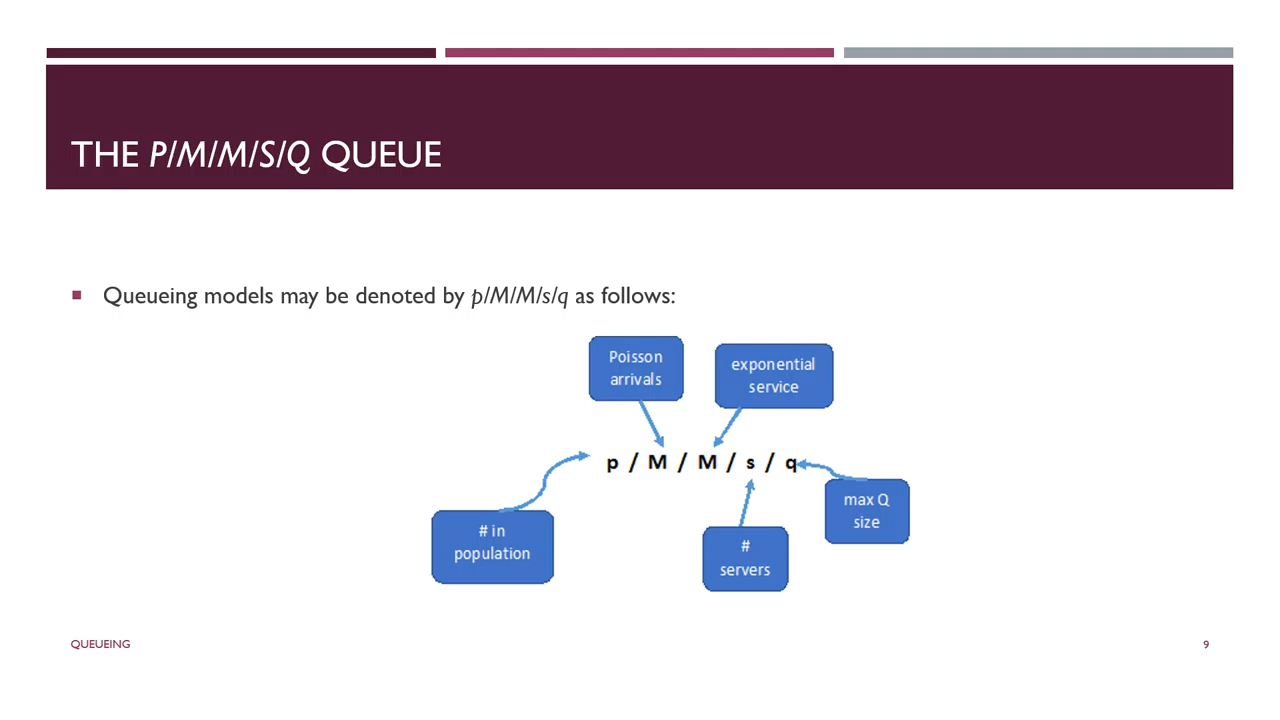 THE P/M/M/S/Q QUEUE
Queueing models may be denoted by p/M/M/s/q as follows:
Poisson
arrivals
exponential
service
p / M / M / s / q
max Q
size
# in
population
#
servers
QUEUEING
9